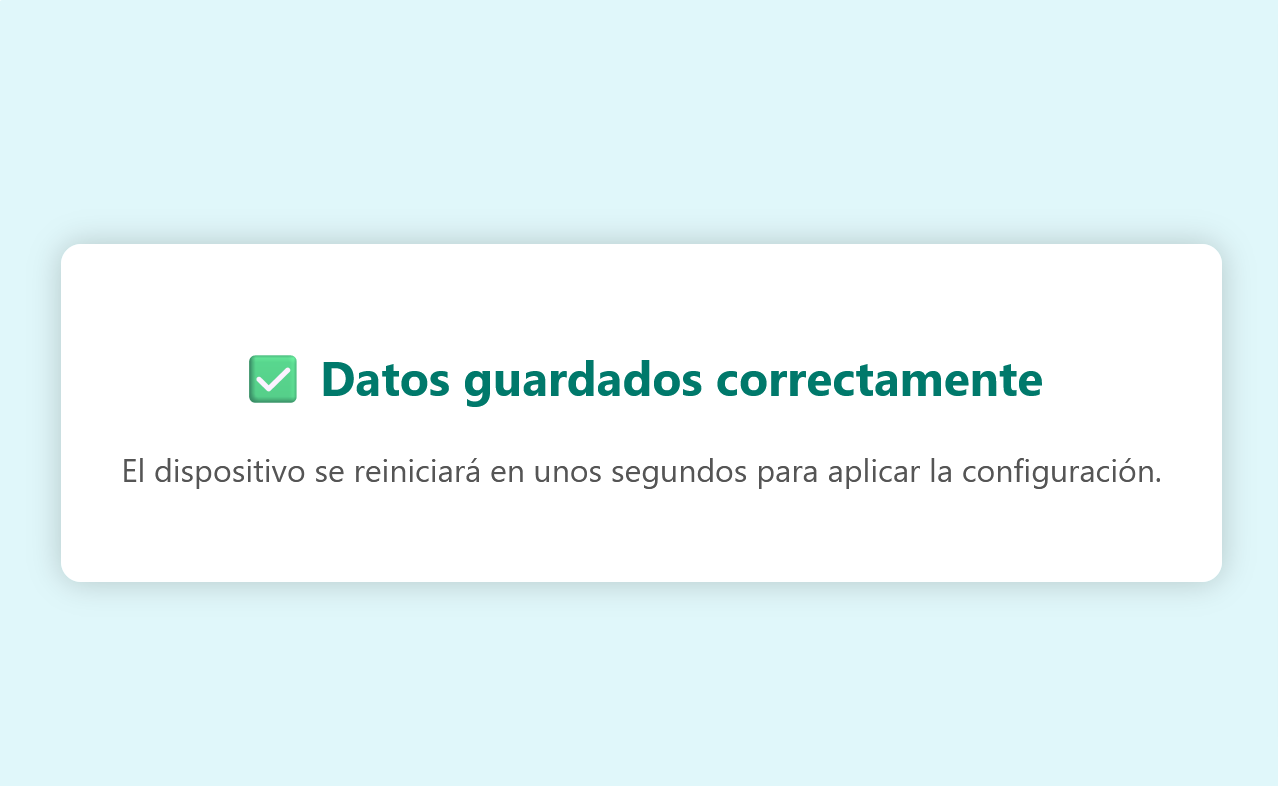 ✅ Datos guardados correctamente
El dispositivo se reiniciará en unos segundos para aplicar la configuración.